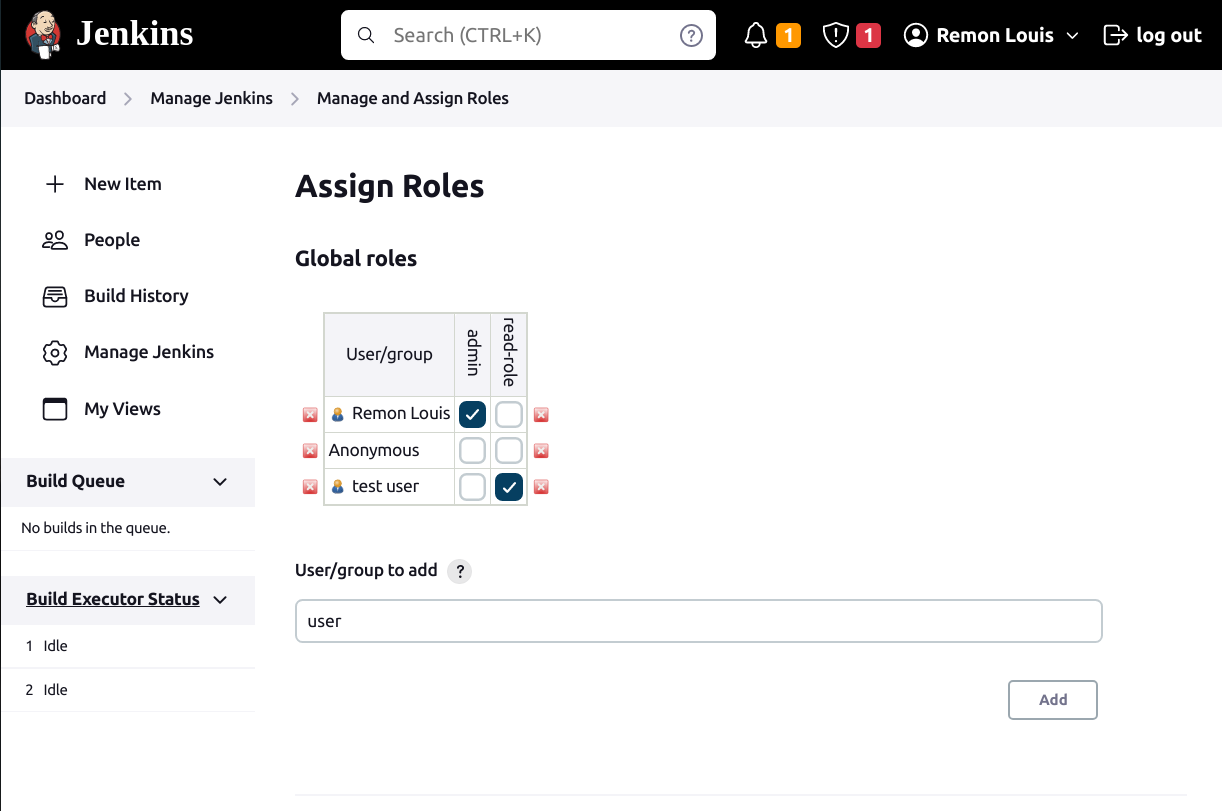 Jenkins
Search (CTRL+K)
?
1
1
Remon Louis
log out
Dashboard
Manage Jenkins
Manage and Assign Roles
New Item
People
Build History
Manage Jenkins
My Views
Build Queue
No builds in the queue.
Build Executor Status
1 Idle
2 Idle
Assign Roles
Global roles
User/group
admin
read-role
Remon Louis
Anonymous
test user
User/group to add ?
user
Add